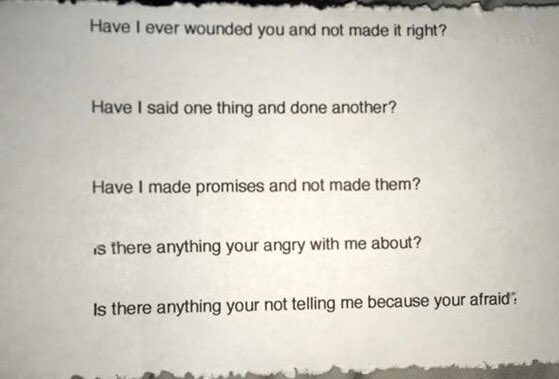 Have I ever wounded you and not made it right?
Have I said one thing and done another?
Have I made promises and not made them?
is there anything your angry with me about?
Is there anything your not telling me because your afraid?